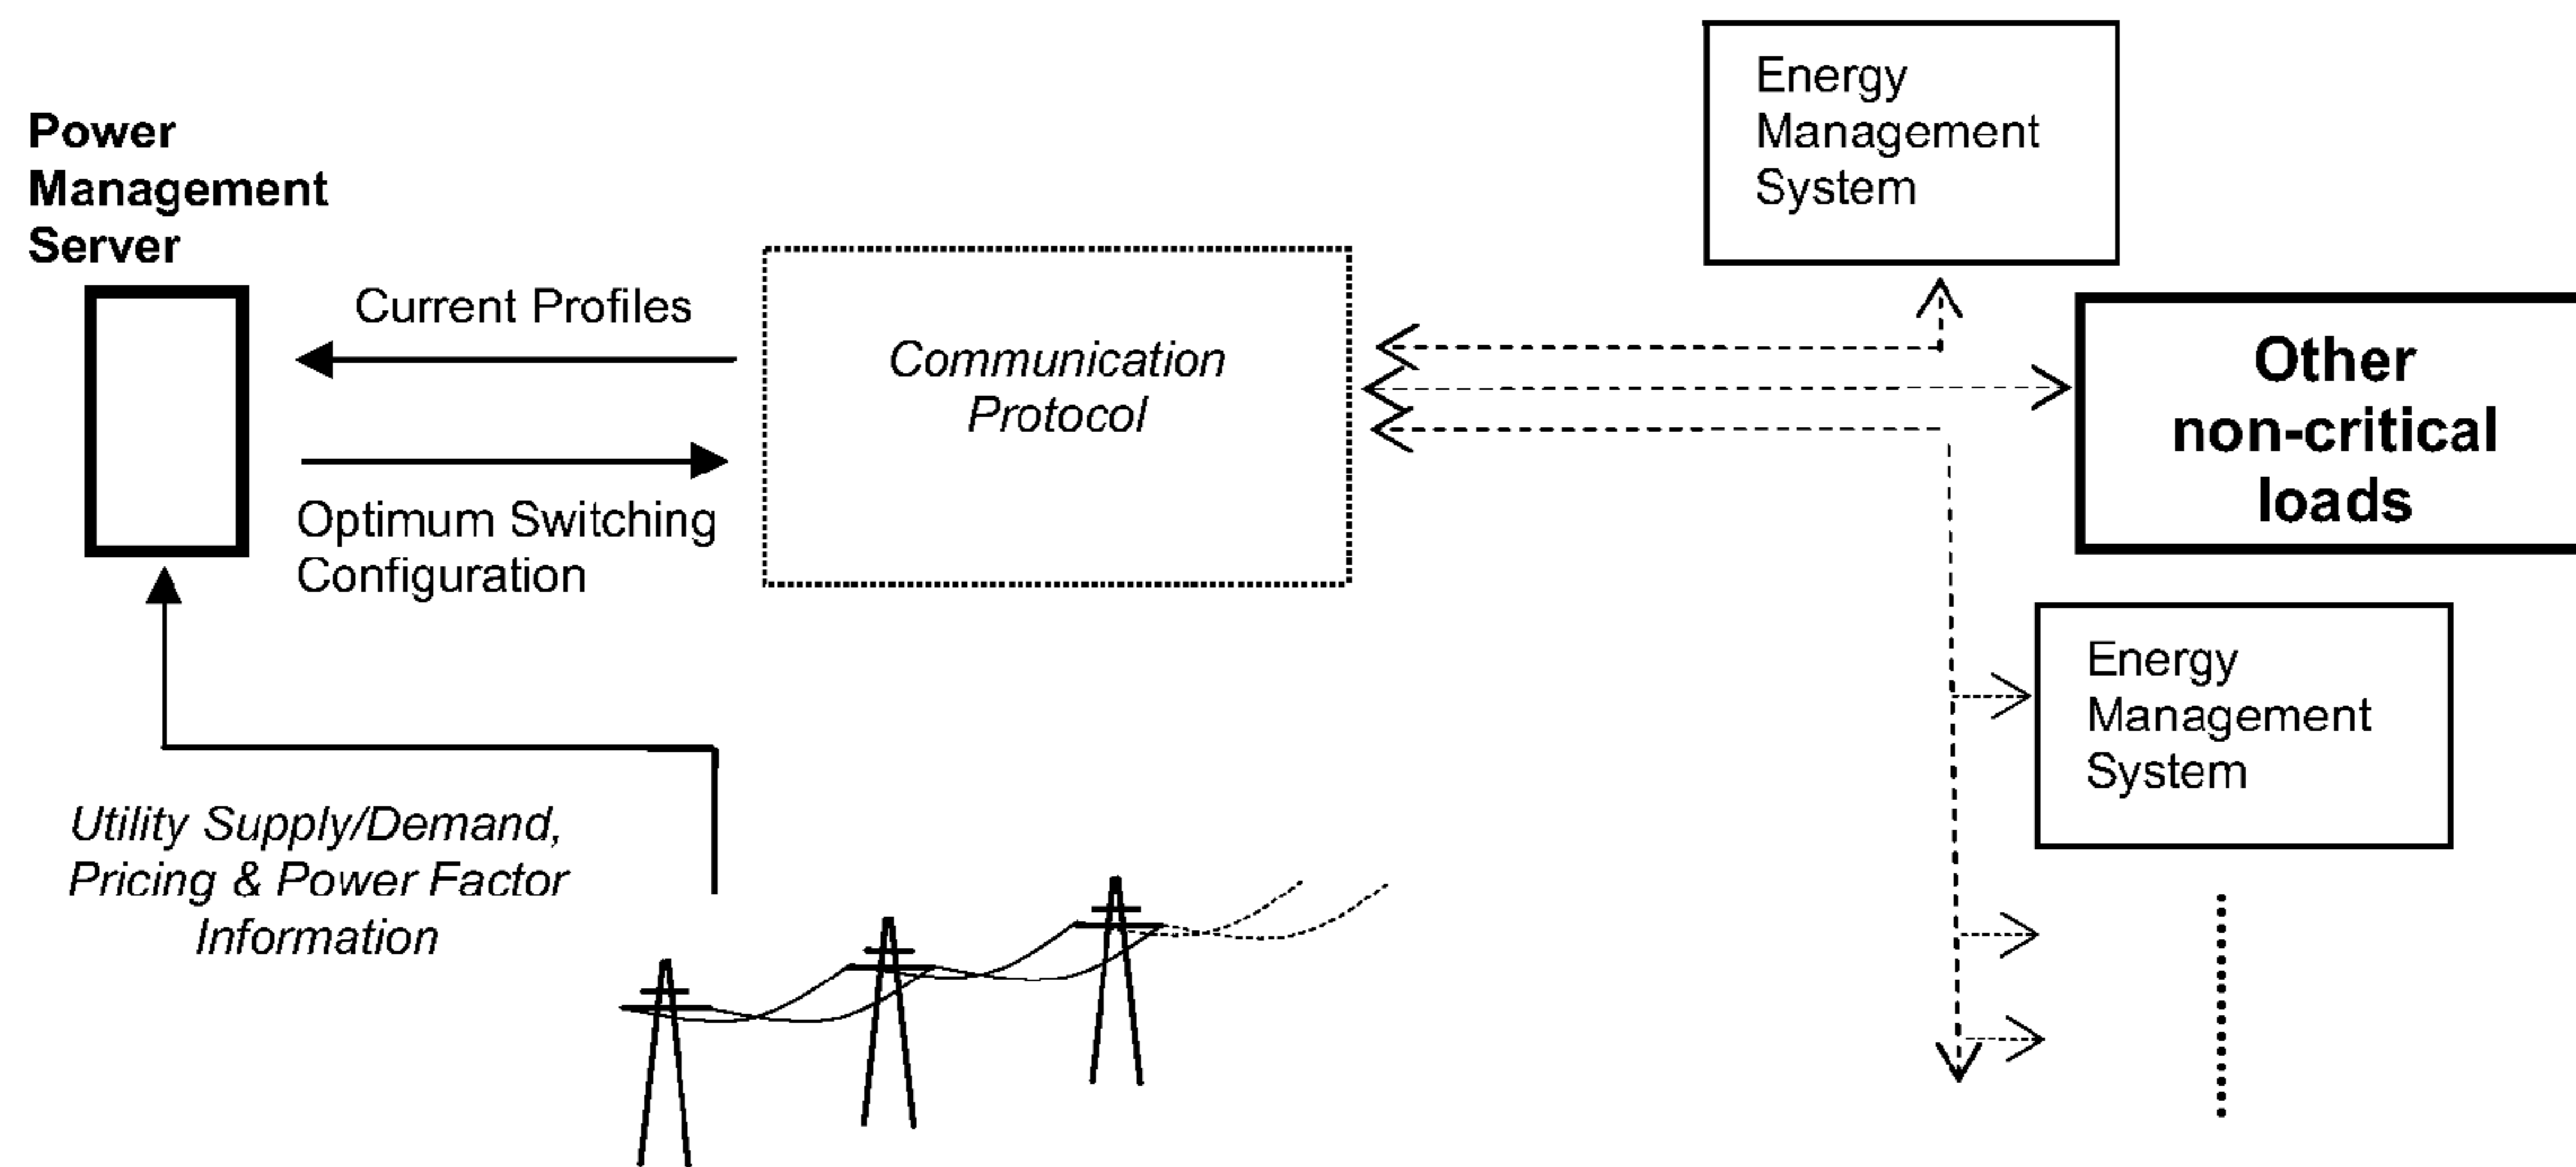 Power
Management
Server
Current Profiles
Optimum Switching
Configuration
Communication
Protocol
Energy
Management
System
Other
non-critical
loads
Energy
Management
System
Utility Supply/Demand,
Pricing & Power Factor
Information